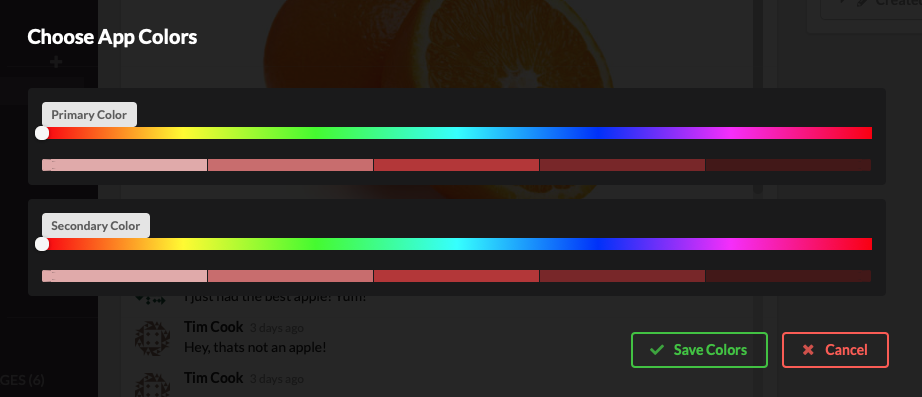 Created
Choose App Colors
Primary Color
Secondary Color
I just had the best apple! Yum!
Tim Cook 3 days ago
Hey, thats not an apple!
Save Colors
Cancel
Tim Cook 3 days ago
GES (6)